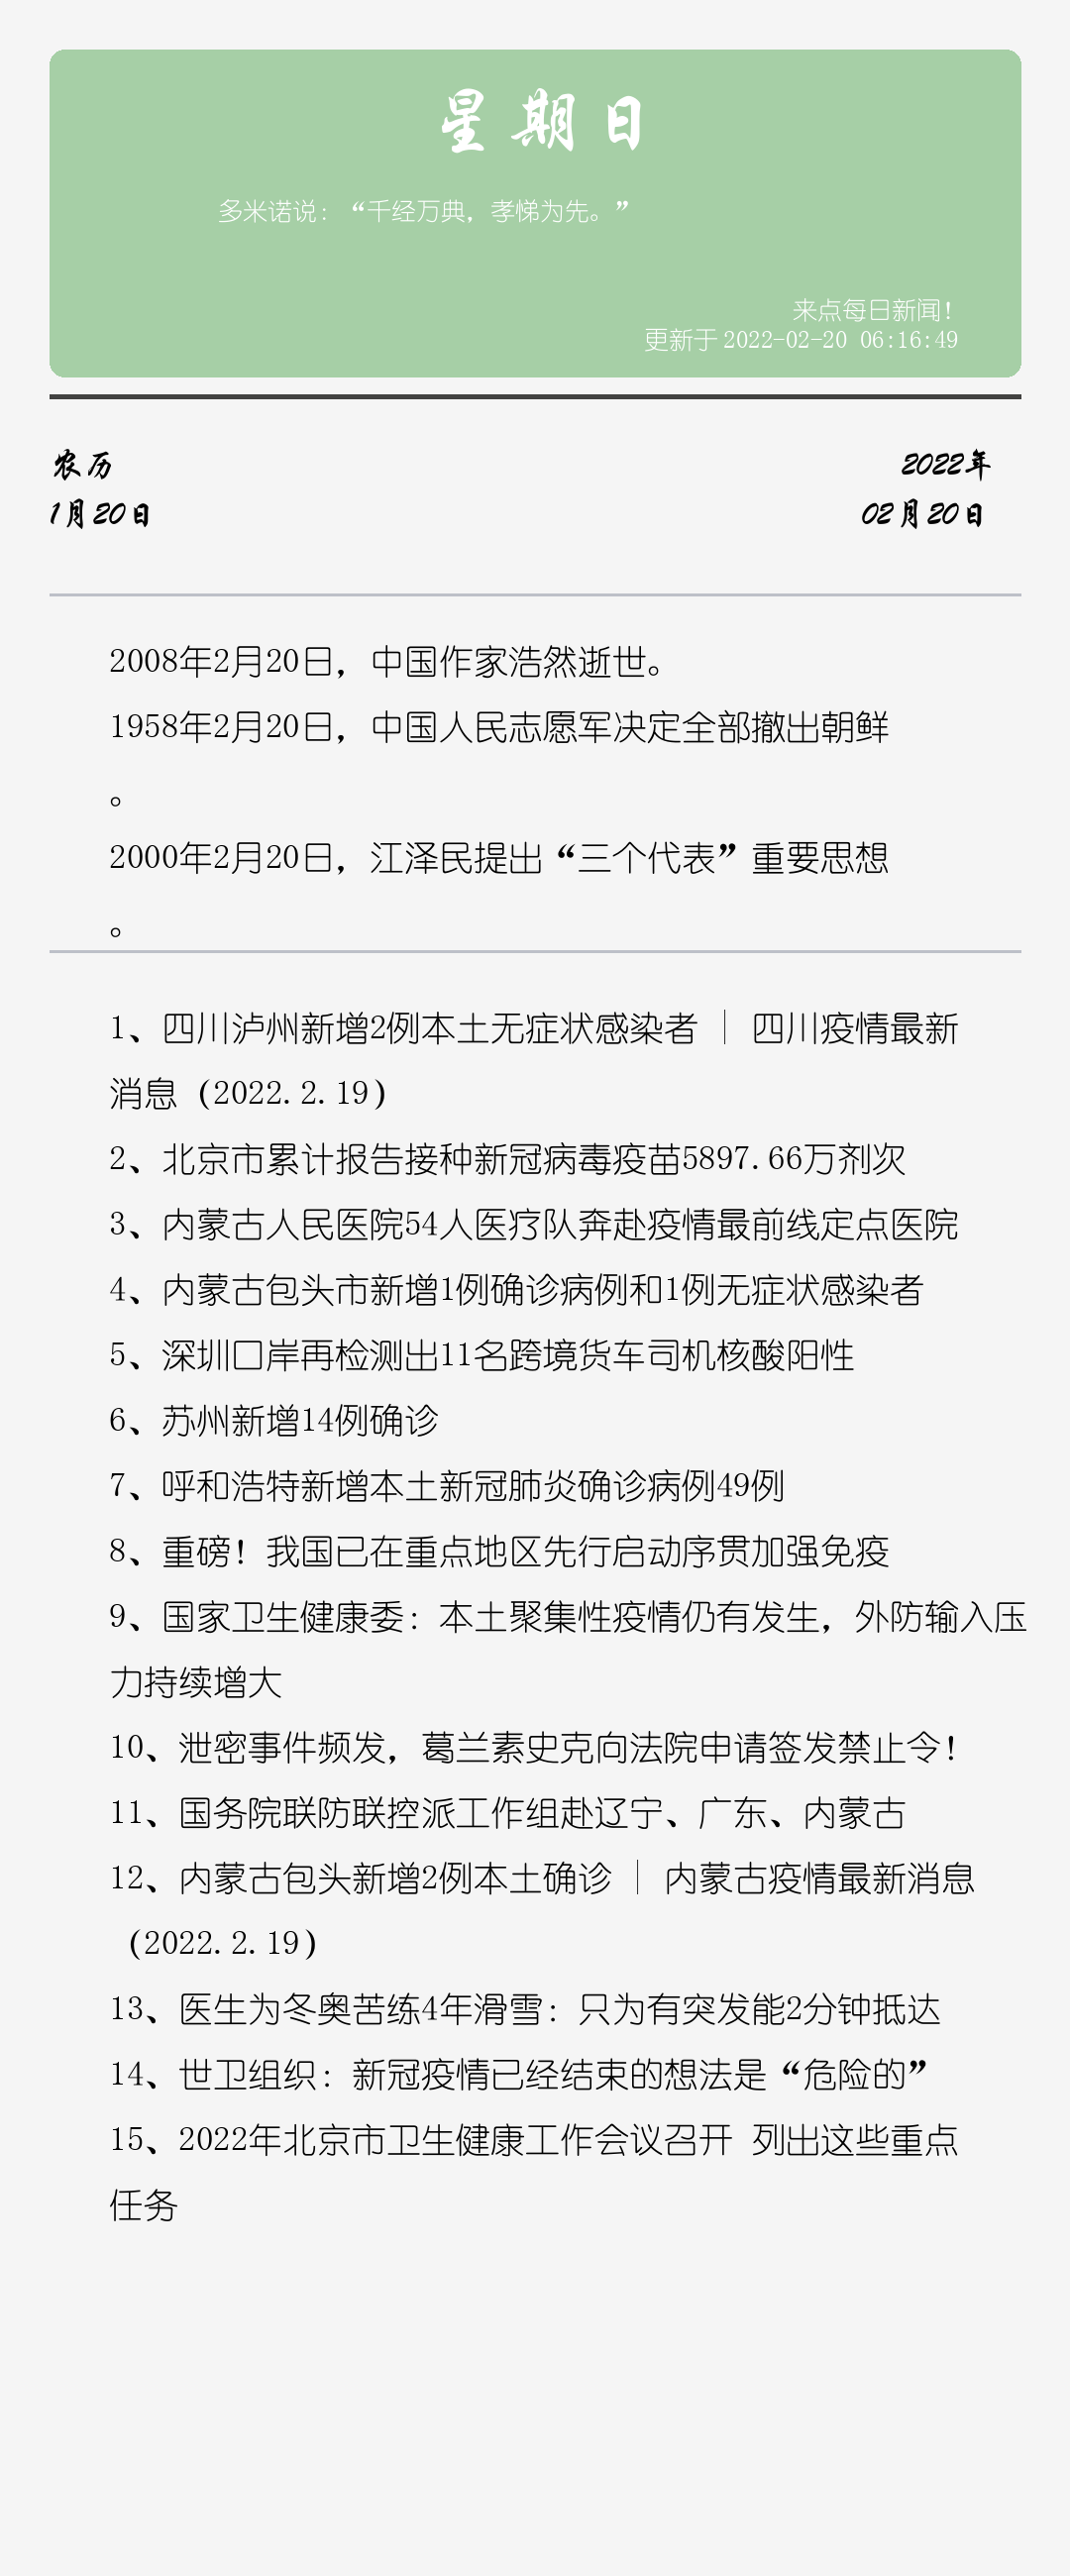 星期日
多米诺说：“千经万典，孝悌为先。”
来点每日新闻！
更新于 2022-02-20 06:16:49
农历
2022年
1月20日
02月20日
2008年2月20日，中国作家浩然逝世。
1958年2月20日，中国人民志愿军决定全部撤出朝鲜
。
2000年2月20日，江泽民提出“三个代表”重要思想
。
1、四川泸州新增2例本土无症状感染者｜四川疫情最新
消息（2022.2.19）
2、北京市累计报告接种新冠病毒疫苗5897.66万剂次
3、内蒙古人民医院54人医疗队奔赴疫情最前线定点医院
4、内蒙古包头市新增1例确诊病例和1例无症状感染者
5、深圳口岸再检测出11名跨境货车司机核酸阳性
6、苏州新增14例确诊
7、呼和浩特新增本土新冠肺炎确诊病例49例
8、重磅！我国已在重点地区先行启动序贯加强免疫
9、国家卫生健康委：本土聚集性疫情仍有发生，外防输入压
力持续增大
10、泄密事件频发，葛兰素史克向法院申请签发禁止令！
11、国务院联防联控派工作组赴辽宁、广东、内蒙古
12、内蒙古包头新增2例本土确诊｜内蒙古疫情最新消息
（2022.2.19）
13、医生为冬奥苦练4年滑雪：只为有突发能2分钟抵达
14、世卫组织：新冠疫情已经结束的想法是“危险的”
15、2022年北京市卫生健康工作会议召开 列出这些重点
任务